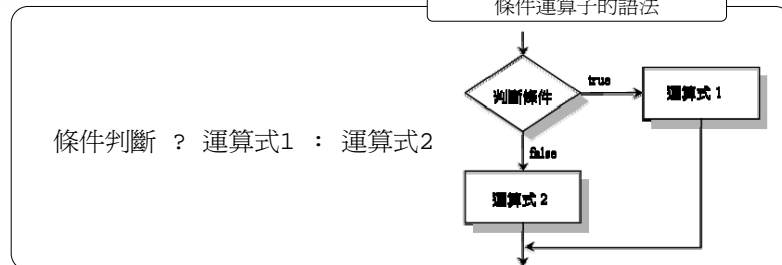 條件運算子的語法
條件判斷 ? 運算式1 : 運算式2
判斷條件
true
運算式 1
false
運算式 2